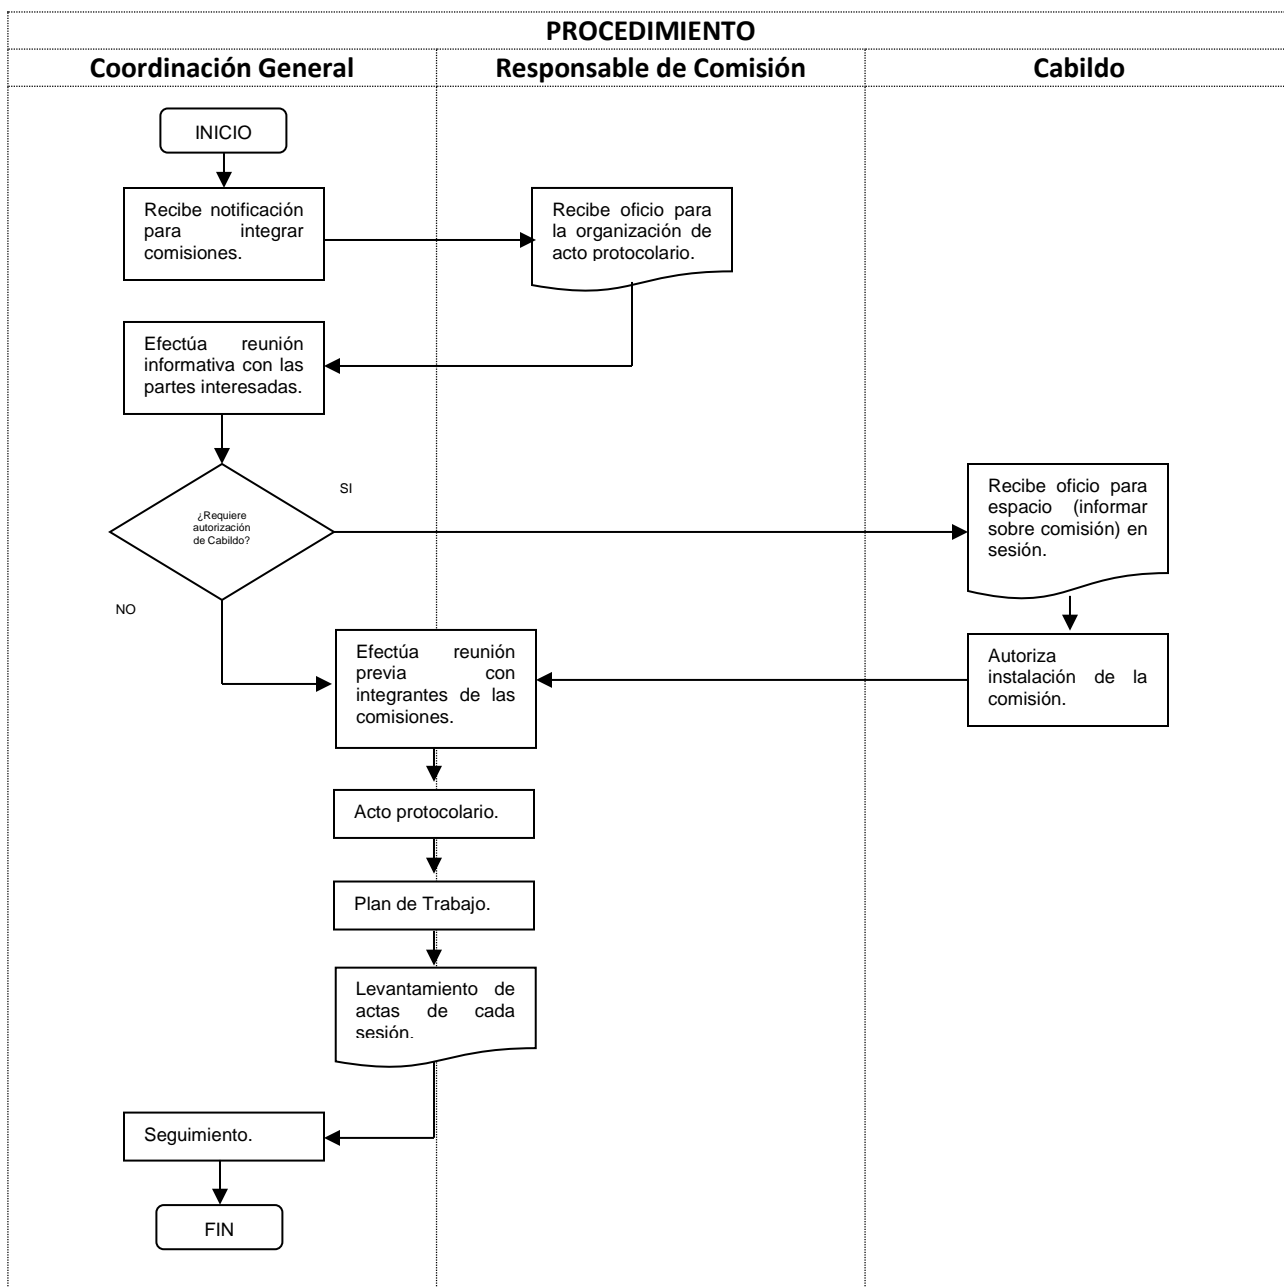 PROCEDIMIENTO
Coordinación General
Responsable de Comisión
Cabildo
INICIO
Recibe notificación
para integrar
comisiones.
Recibe oficio para
la organización de
acto protocolario.
Efectúa reunión
informativa con las
partes interesadas.
¿Requiere
autorización
de Cabildo?
SI
NO
Recibe oficio para
espacio (informar
sobre comisión) en
sesión.
Autoriza
instalación de la
comisión.
Efectúa reunión
previa con
integrantes de las
comisiones.
Acto protocolario.
Plan de Trabajo.
Levantamiento de
actas de cada
sesión.
Seguimiento.
FIN